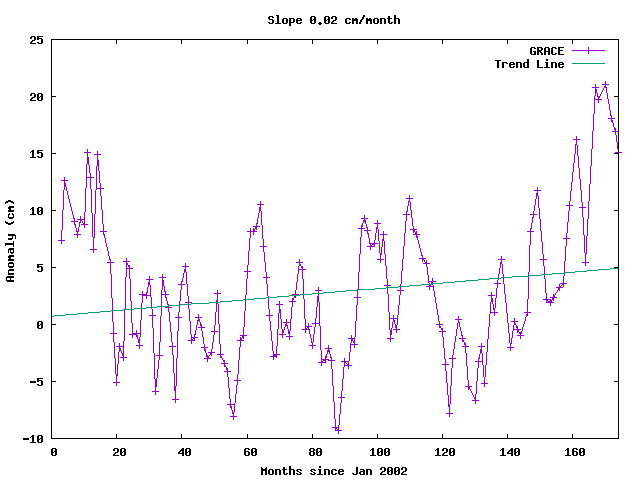 Slope 0.02 cm/month
GRACE
Trend Line
25
20
15
10
5
0
-5
-10
Anomaly (cm)
0 20 40 60 80 100 120 140 160
Months since Jan 2002